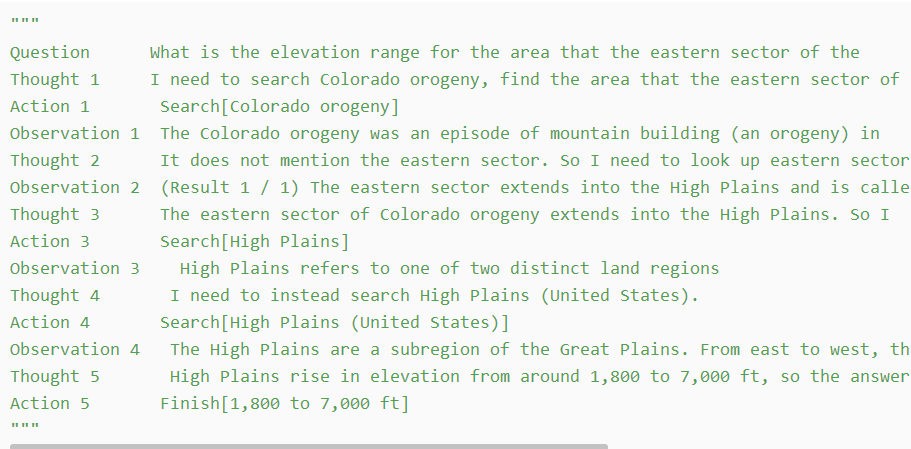 """
Question What is the elevation range for the area that the eastern sector of the
Thought 1 I need to search Colorado orogeny, find the area that the eastern sector of
Action 1 Search[Colorado orogeny]
Observation 1 The Colorado orogeny was an episode of mountain building (an orogeny) in
Thought 2 It does not mention the eastern sector. So I need to look up eastern sector
Observation 2 (Result 1 / 1) The eastern sector extends into the High Plains and is calle
Thought 3 The eastern sector of Colorado orogeny extends into the High Plains. So I
Action 3 Search[High Plains]
Observation 3 High Plains refers to one of two distinct land regions
Thought 4 I need to instead search High Plains (United States).
Action 4 Search[High Plains (United States)]
Observation 4 The High Plains are a subregion of the Great Plains. From east to west, th
Thought 5 High Plains rise in elevation from around 1,800 to 7,000 ft, so the answer
Action 5 Finish[1,800 to 7,000 ft]
"""